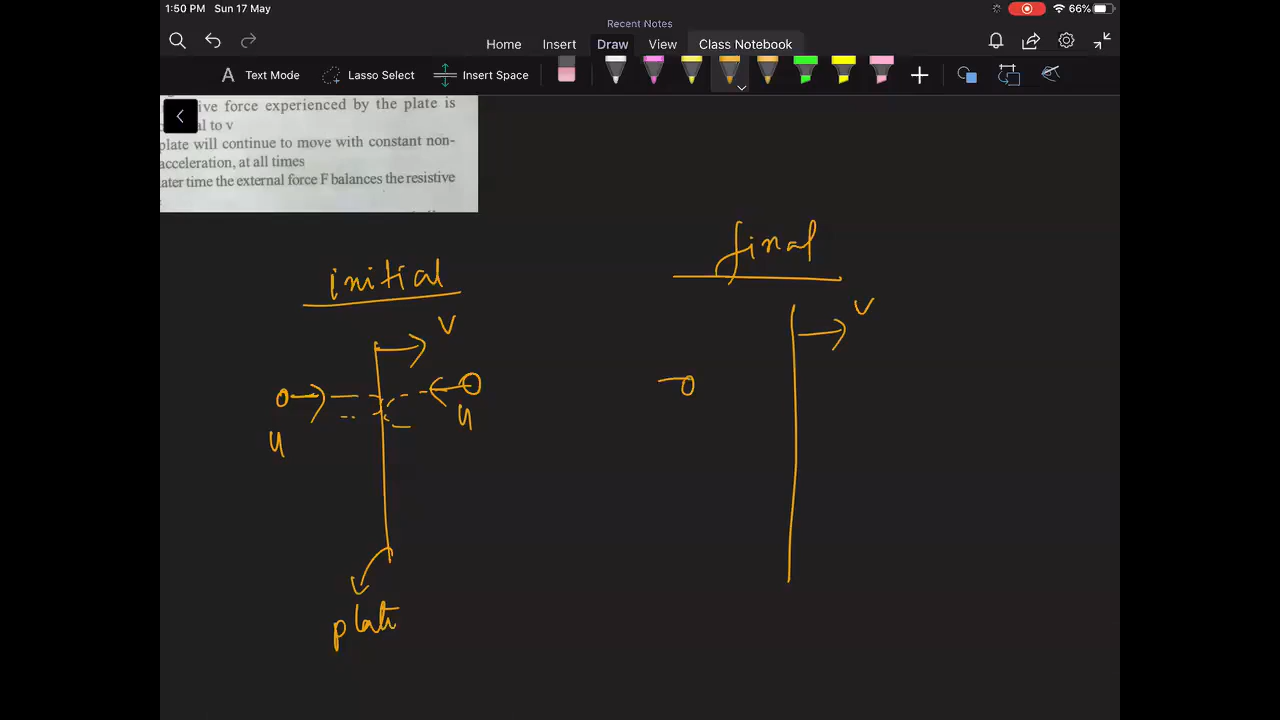 1:50 PM Sun 17 May
66%
Recent Notes
Home Insert Draw View Class Notebook
A Text Mode Lasso Select Insert Space
ive force experienced by the plate is
al to v
plate will continue to move with constant non-
acceleration, at all times
ater time the external force F balances the resistive
initial
final
v
v
u
u
plate